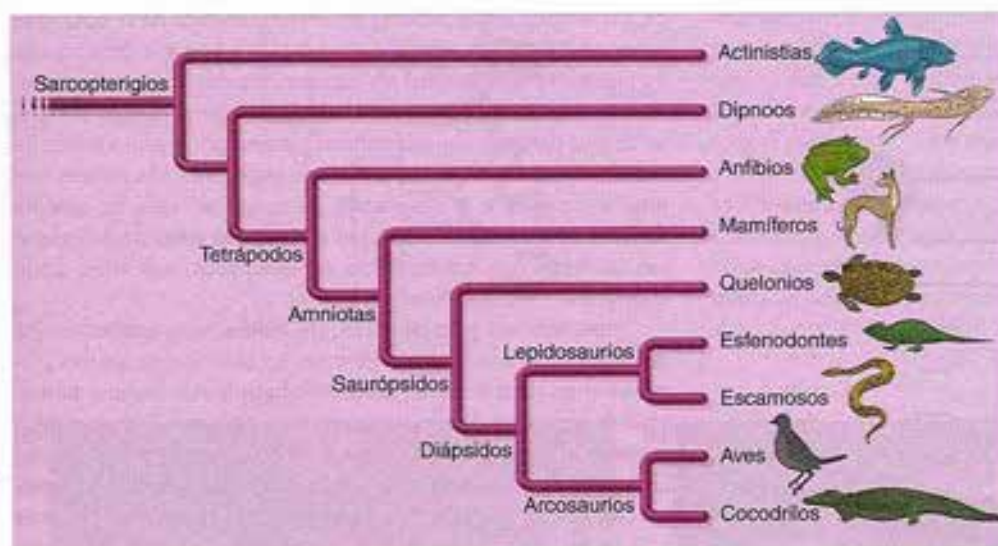 Actinistias
Sarcopterigios
Dipnoos
Anfibios
Mamíferos
Tetrápodos
Quelonios
Amniotas
Esfenodontes
Lepidosaurios
Saurópsidos
Escamosos
Aves
Diápsidos
Arcosaurios
Cocodrilos